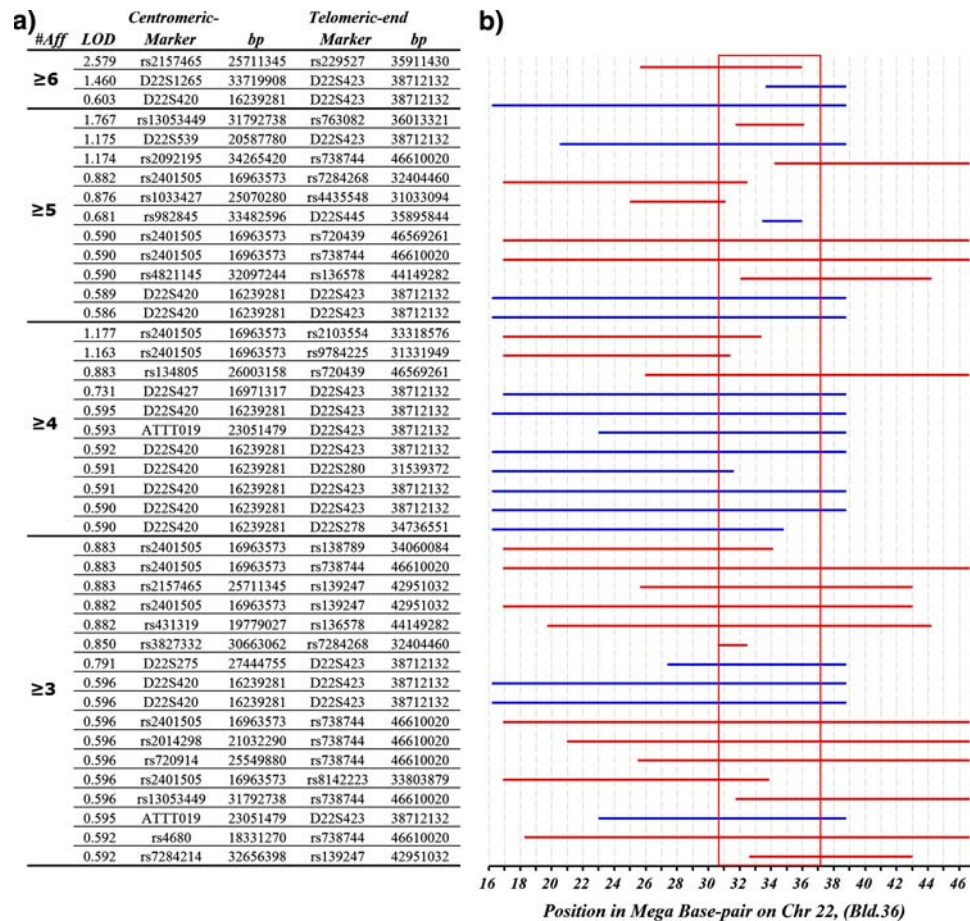 a)
b)
Centromeric- Telomeric-end
#Aff LOD Marker bp Marker bp
≥6
2.579 rs2157465 25711345 rs229527 35911430
1.460 D22S1265 33719908 D22S423 38712132
0.603 D22S420 16239281 D22S423 38712132
≥5
1.767 rs13053449 31792738 rs763082 36013321
1.175 D22S539 20587780 D22S423 38712132
1.174 rs2092195 34265420 rs738744 46610020
0.882 rs2401505 16963573 rs7284268 32404460
0.876 rs1033427 25070280 rs4435548 31033094
0.681 rs982845 33482596 D22S445 35895844
0.590 rs2401505 16963573 rs720439 46569261
0.590 rs2401505 16963573 rs738744 46610020
0.590 rs4821145 32097244 rs136578 44149282
0.589 D22S420 16239281 D22S423 38712132
0.586 D22S420 16239281 D22S423 38712132
≥4
1.177 rs2401505 16963573 rs2103554 33318576
1.163 rs2401505 16963573 rs9784225 31331949
0.883 rs134805 26003158 rs720439 46569261
0.731 D22S427 16971317 D22S423 38712132
0.595 D22S420 16239281 D22S423 38712132
0.593 ATTT019 23051479 D22S423 38712132
0.592 D22S420 16239281 D22S423 38712132
0.591 D22S420 16239281 D22S280 31539372
0.591 D22S420 16239281 D22S423 38712132
0.590 D22S420 16239281 D22S423 38712132
0.590 D22S420 16239281 D22S278 34736551
≥3
0.883 rs2401505 16963573 rs138789 34060084
0.883 rs2401505 16963573 rs738744 46610020
0.883 rs2157465 25711345 rs139247 42951032
0.882 rs2401505 16963573 rs139247 42951032
0.882 rs431319 19779027 rs136578 44149282
0.850 rs3827332 30663062 rs7284268 32404460
0.791 D22S275 27444755 D22S423 38712132
0.596 D22S420 16239281 D22S423 38712132
0.596 D22S420 16239281 D22S423 38712132
0.596 rs2401505 16963573 rs738744 46610020
0.596 rs2014298 21032290 rs738744 46610020
0.596 rs720914 25549880 rs738744 46610020
0.596 rs2401505 16963573 rs8142223 33803879
0.596 rs13053449 31792738 rs738744 46610020
0.595 ATTT019 23051479 D22S423 38712132
0.592 rs4680 18331270 rs738744 46610020
0.592 rs7284214 32656398 rs139247 42951032
16 18 20 22 24 26 28 30 32 34 36 38 40 42 44 46
Position in Mega Base-pair on Chr 22, (Bld.36)